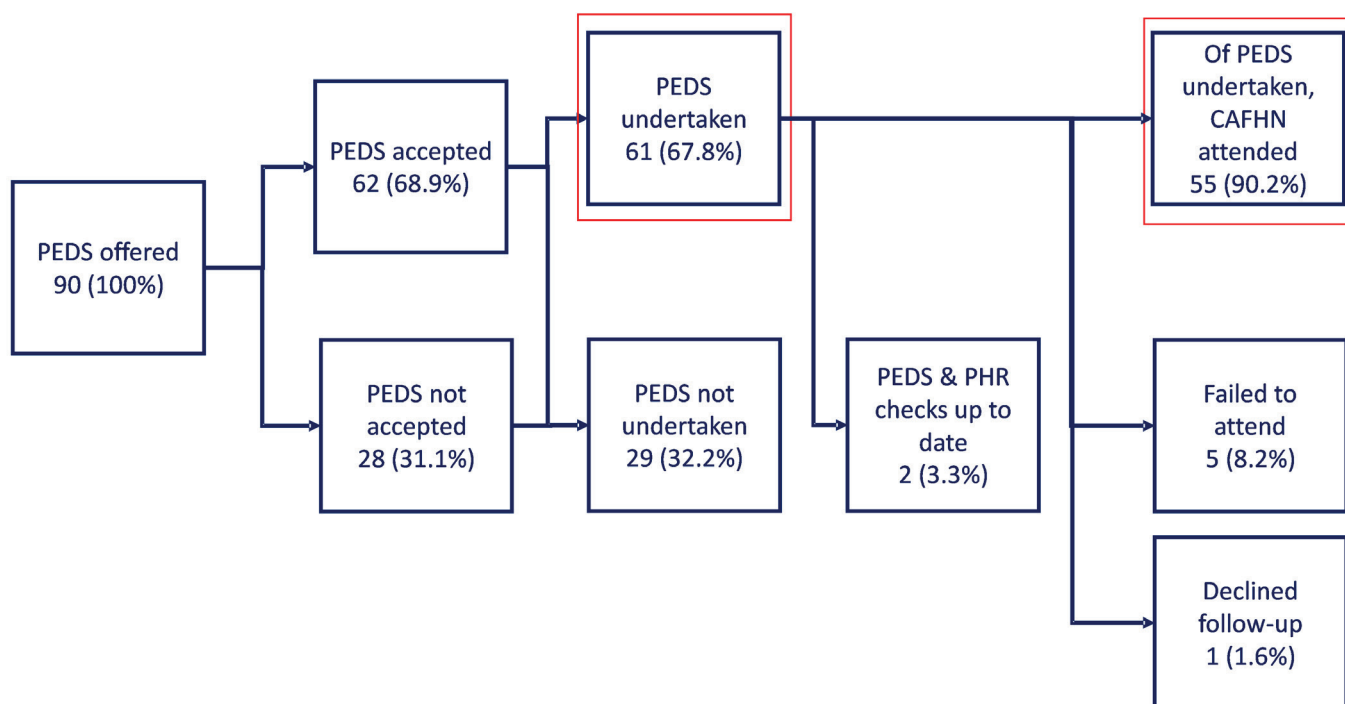 PEDS offered
90 (100%)
PEDS accepted
62 (68.9%)
PEDS not
accepted
28 (31.1%)
PEDS
undertaken
61 (67.8%)
PEDS not
undertaken
29 (32.2%)
PEDS & PHR
checks up to
date
2 (3.3%)
Of PEDS
undertaken,
CAFHN
attended
55 (90.2%)
Failed to
attend
5 (8.2%)
Declined
follow-up
1 (1.6%)